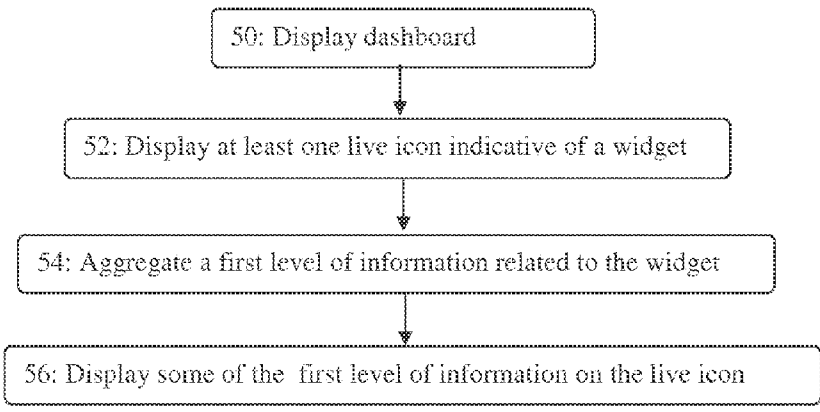 50: Display dashboard
52: Display at least one live icon indicative of a widget
54: Aggregate a first level of information related to the widget
56: Display some of the first level of information on the live icon